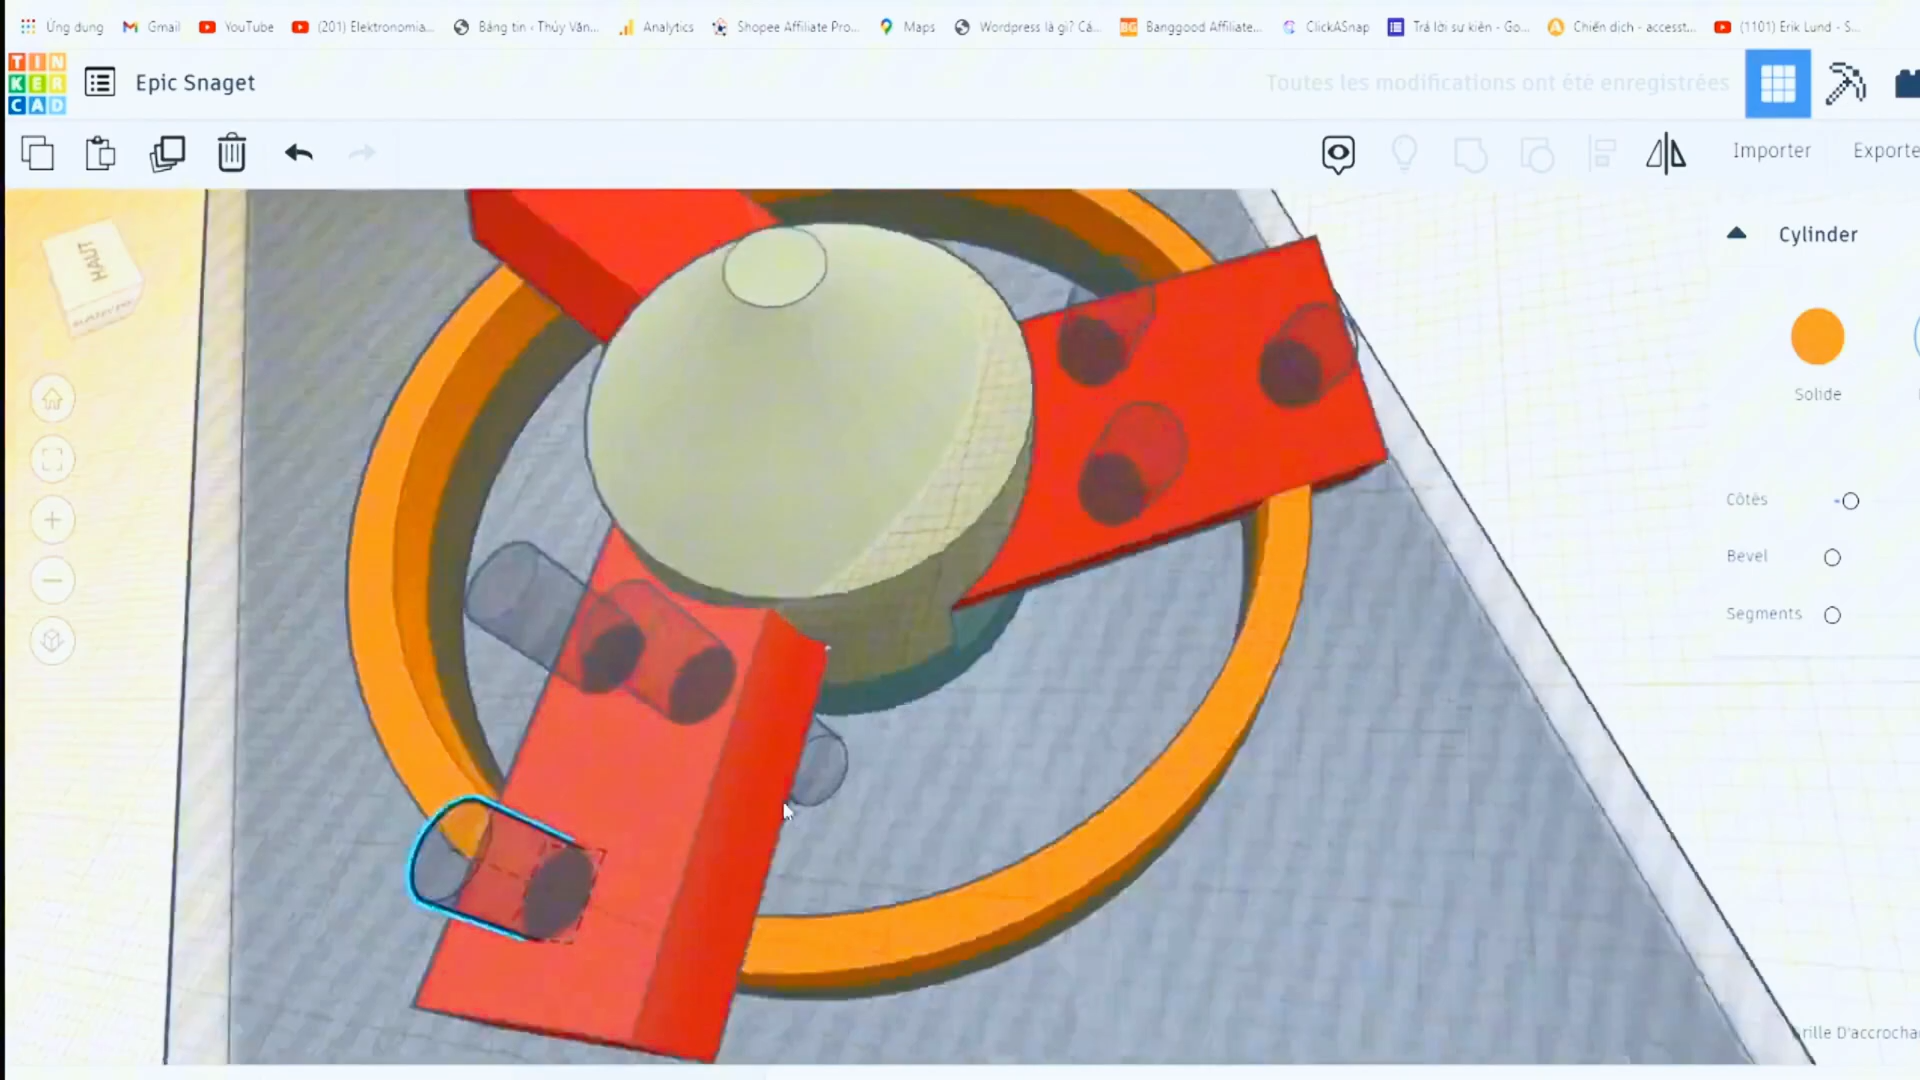 Ứng dụng Gmail YouTube (201) Elektronomia... Bảng tin ‹ Thủy Văn... Analytics Shopee Affiliate Pro... Maps Wordpress là gì? Cá... Banggood Affiliate... ClickASnap Trả lời sự kiện - Go... Chiến dịch - accesst... (1101) Erik Lund - S...
TIN
KER
CAD
Epic Snaget
Toutes les modifications ont été enregistrées
Importer Exporte
HAUT
Cylinder
Solide
Côtés
Bevel
Segments
rille D'accrocha